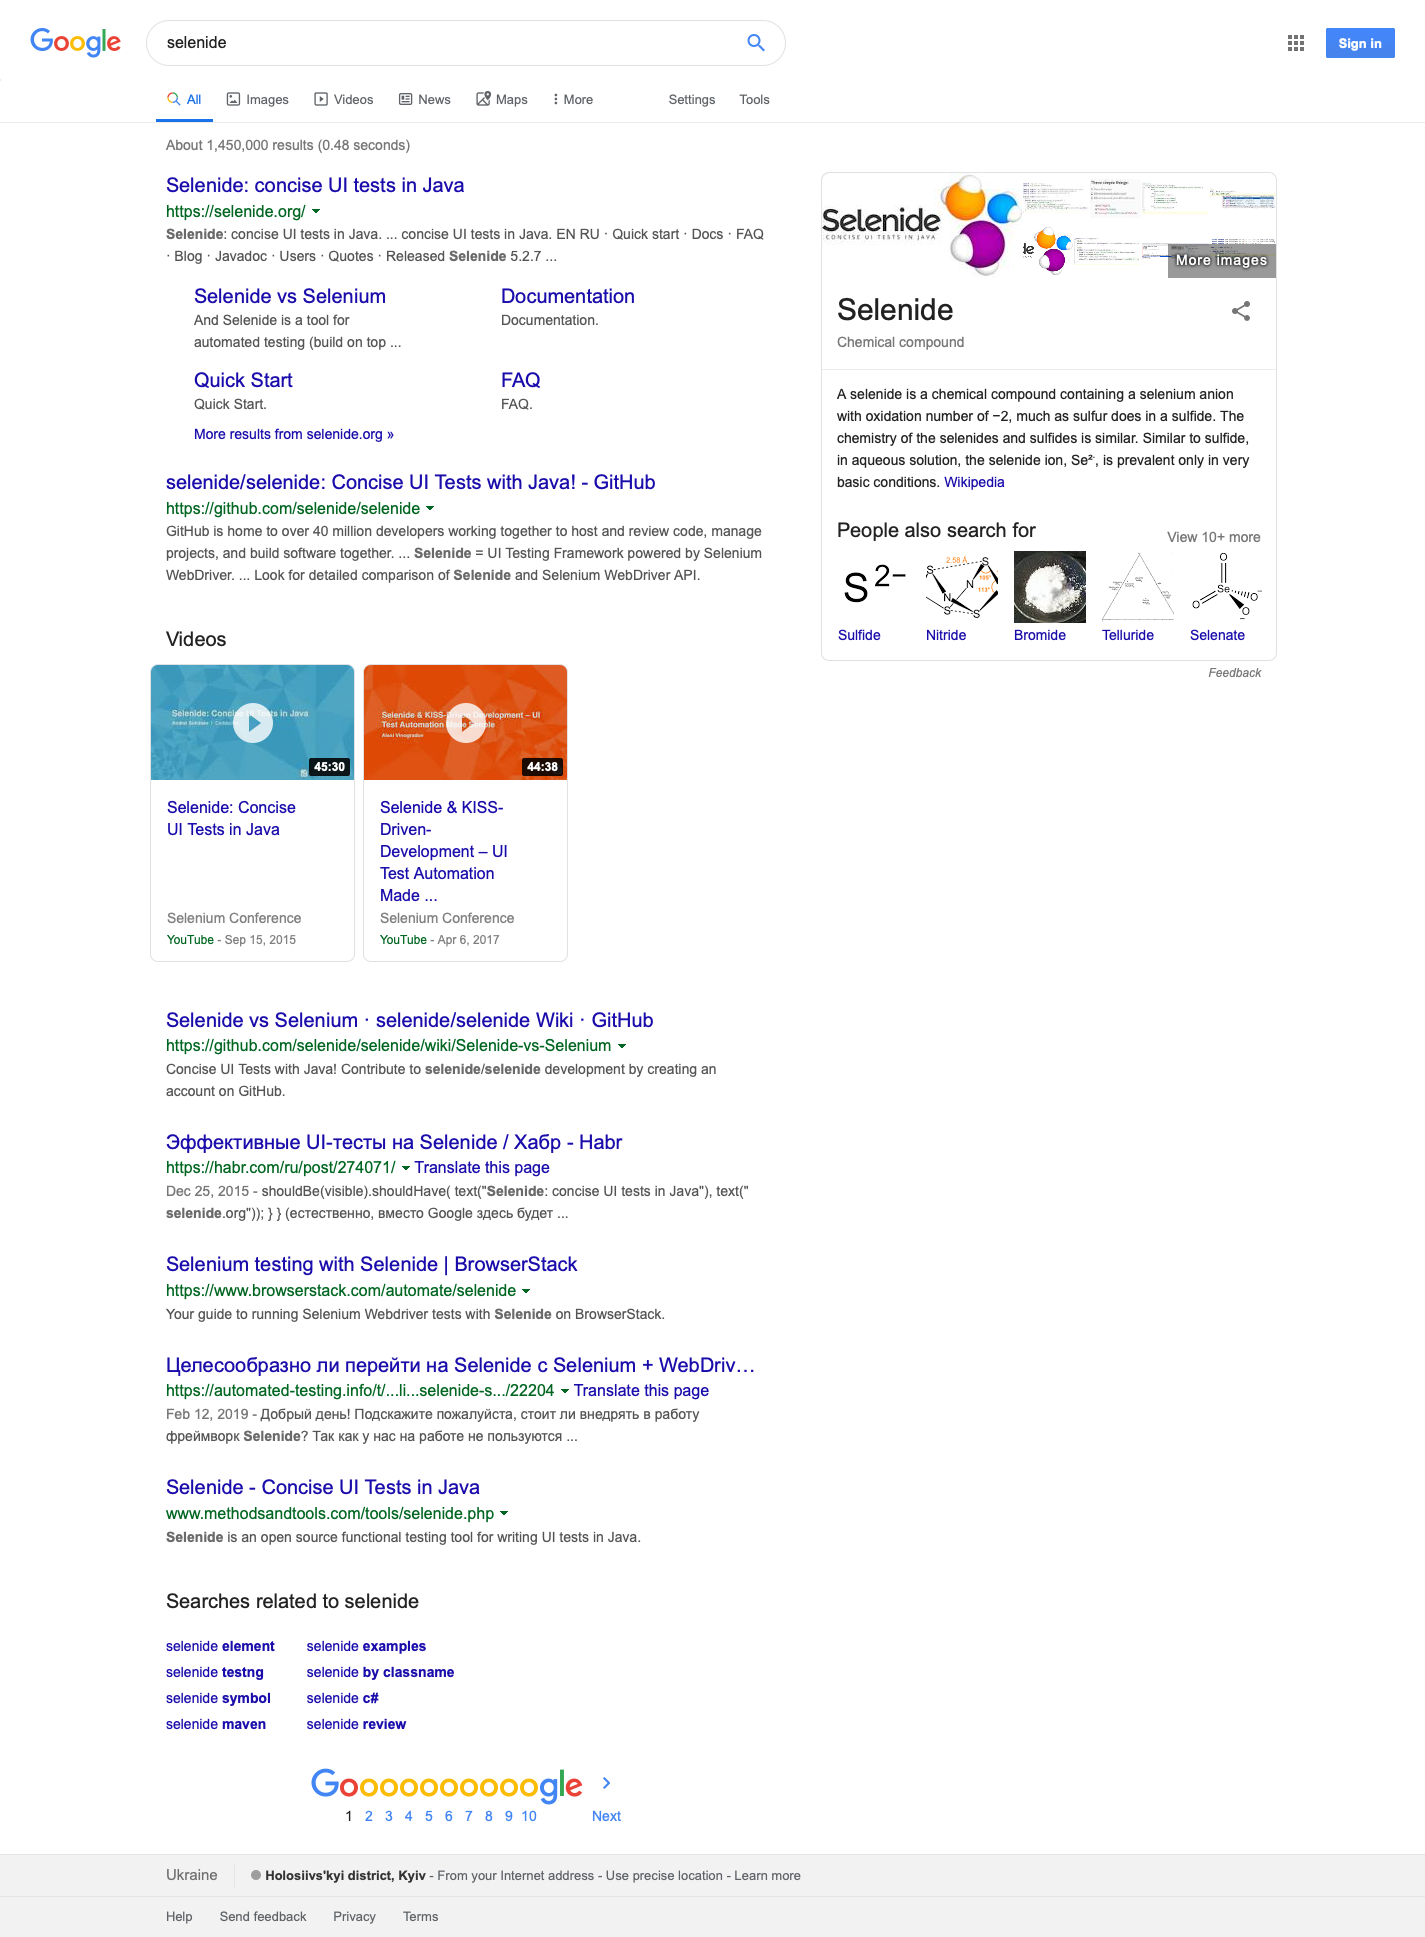 Google
selenide
Sign in
All
Images
Videos
News
Maps
More
Settings
Tools
About 1,450,000 results (0.48 seconds)
Selenide: concise UI tests in Java
https://selenide.org/
Selenide: concise UI tests in Java. ... concise UI tests in Java. EN RU · Quick start · Docs · FAQ
· Blog · Javadoc · Users · Quotes · Released Selenide 5.2.7 ...
Selenide vs Selenium
And Selenide is a tool for
automated testing (build on top ...
Documentation
Documentation.
Quick Start
Quick Start.
FAQ
FAQ.
More results from selenide.org »
selenide/selenide: Concise UI Tests with Java! - GitHub
https://github.com/selenide/selenide
GitHub is home to over 40 million developers working together to host and review code, manage
projects, and build software together. ... Selenide = UI Testing Framework powered by Selenium
WebDriver. ... Look for detailed comparison of Selenide and Selenium WebDriver API.
Videos
Selenide: Concise UI Tests in Java
45:30
Selenide: Concise
UI Tests in Java
Selenium Conference
YouTube - Sep 15, 2015
Selenide & KISS-Driven Development – UI
Test Automation Made Simple
44:38
Selenide & KISS-
Driven-
Development – UI
Test Automation
Made ...
Selenium Conference
YouTube - Apr 6, 2017
Selenide vs Selenium · selenide/selenide Wiki · GitHub
https://github.com/selenide/selenide/wiki/Selenide-vs-Selenium
Concise UI Tests with Java! Contribute to selenide/selenide development by creating an
account on GitHub.
Эффективные UI-тесты на Selenide / Хабр - Habr
https://habr.com/ru/post/274071/ Translate this page
Dec 25, 2015 - shouldBe(visible).shouldHave( text("Selenide: concise UI tests in Java"), text("
selenide.org")); } } (естественно, вместо Google здесь будет ...
Selenium testing with Selenide | BrowserStack
https://www.browserstack.com/automate/selenide
Your guide to running Selenium Webdriver tests with Selenide on BrowserStack.
Целесообразно ли перейти на Selenide с Selenium + WebDriv...
https://automated-testing.info/t/...li...selenide-s.../22204 Translate this page
Feb 12, 2019 - Добрый день! Подскажите пожалуйста, стоит ли внедрять в работу
фреймворк Selenide? Так как у нас на работе не пользуются ...
Selenide - Concise UI Tests in Java
www.methodsandtools.com/tools/selenide.php
Selenide is an open source functional testing tool for writing UI tests in Java.
Searches related to selenide
selenide element
selenide examples
selenide testng
selenide by classname
selenide symbol
selenide c#
selenide maven
selenide review
Goooooooooogle
1 2 3 4 5 6 7 8 9 10 Next
Selenide
CONCISE UI TESTS IN JAVA
More images
Selenide
Chemical compound
A selenide is a chemical compound containing a selenium anion
with oxidation number of −2, much as sulfur does in a sulfide. The
chemistry of the selenides and sulfides is similar. Similar to sulfide,
in aqueous solution, the selenide ion, Se²⁻, is prevalent only in very
basic conditions. Wikipedia
People also search for
View 10+ more
S 2−
Sulfide
Nitride
Bromide
Telluride
Selenate
Feedback
Ukraine
Holosiivs'kyi district, Kyiv - From your Internet address - Use precise location - Learn more
Help
Send feedback
Privacy
Terms